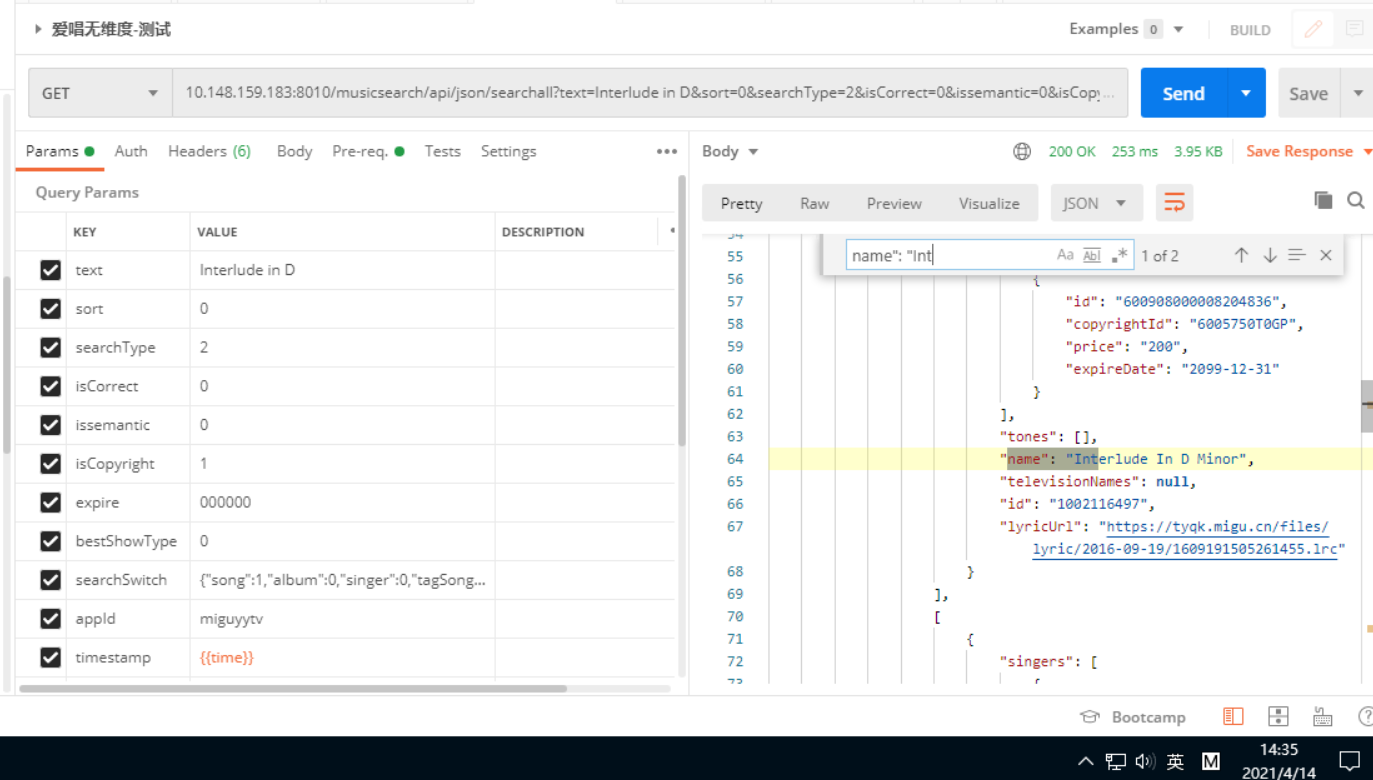 爱唱无维度-测试
Examples 0
BUILD
GET
10.148.159.183:8010/musicsearch/api/json/searchall?text=Interlude in D&sort=0&searchType=2&isCorrect=0&issemantic=0&isCopy...
Send
Save
Params
Auth
Headers (6)
Body
Pre-req.
Tests
Settings
Body
200 OK
253 ms
3.95 KB
Save Response
Query Params
Pretty
Raw
Preview
Visualize
JSON
KEY
VALUE
DESCRIPTION
text
Interlude in D
sort
0
searchType
2
isCorrect
0
issemantic
0
isCopyright
1
expire
000000
bestShowType
0
searchSwitch
{"song":1,"album":0,"singer":0,"tagSong...
appId
miguyytv
timestamp
{{time}}
name": "Int
Aa Abl .*
1 of 2
54
55
56 {
57 "id": "600908000008204836",
58 "copyrightId": "6005750T0GP",
59 "price": "200",
60 "expireDate": "2099-12-31"
61 }
62 ],
63 "tones": [],
64 "name": "Interlude In D Minor",
65 "televisionNames": null,
66 "id": "1002116497",
67 "lyricUrl": "https://tyqk.migu.cn/files/
lyric/2016-09-19/1609191505261455.lrc"
68 }
69 ],
70 [
71 {
72 "singers": [
73 {
Bootcamp
英
M
14:35
2021/4/14